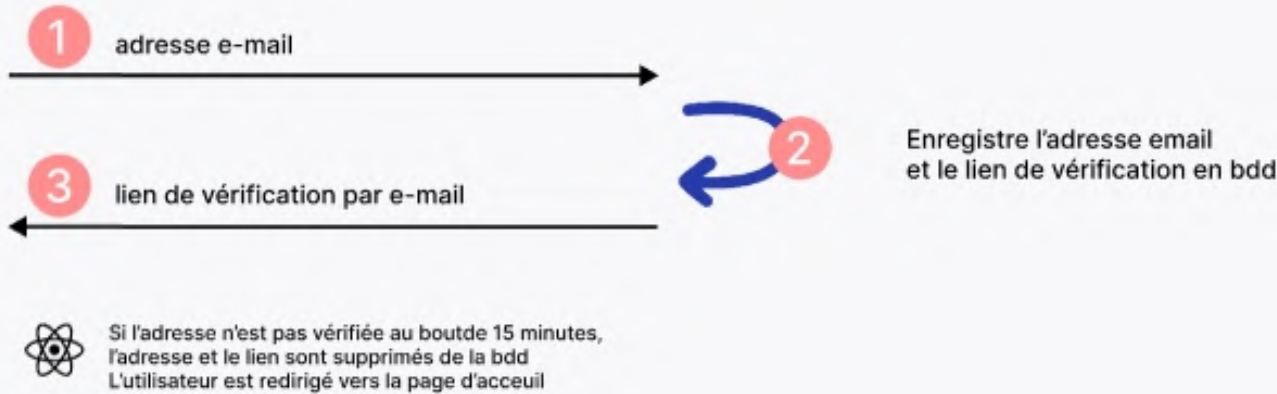 1
adresse e-mail
2
Enregistre l'adresse email
et le lien de vérification en bdd
3
lien de vérification par e-mail
Si l'adresse n'est pas vérifiée au boutde 15 minutes,
l'adresse et le lien sont supprimés de la bdd
L'utilisateur est redirigé vers la page d'acceuil